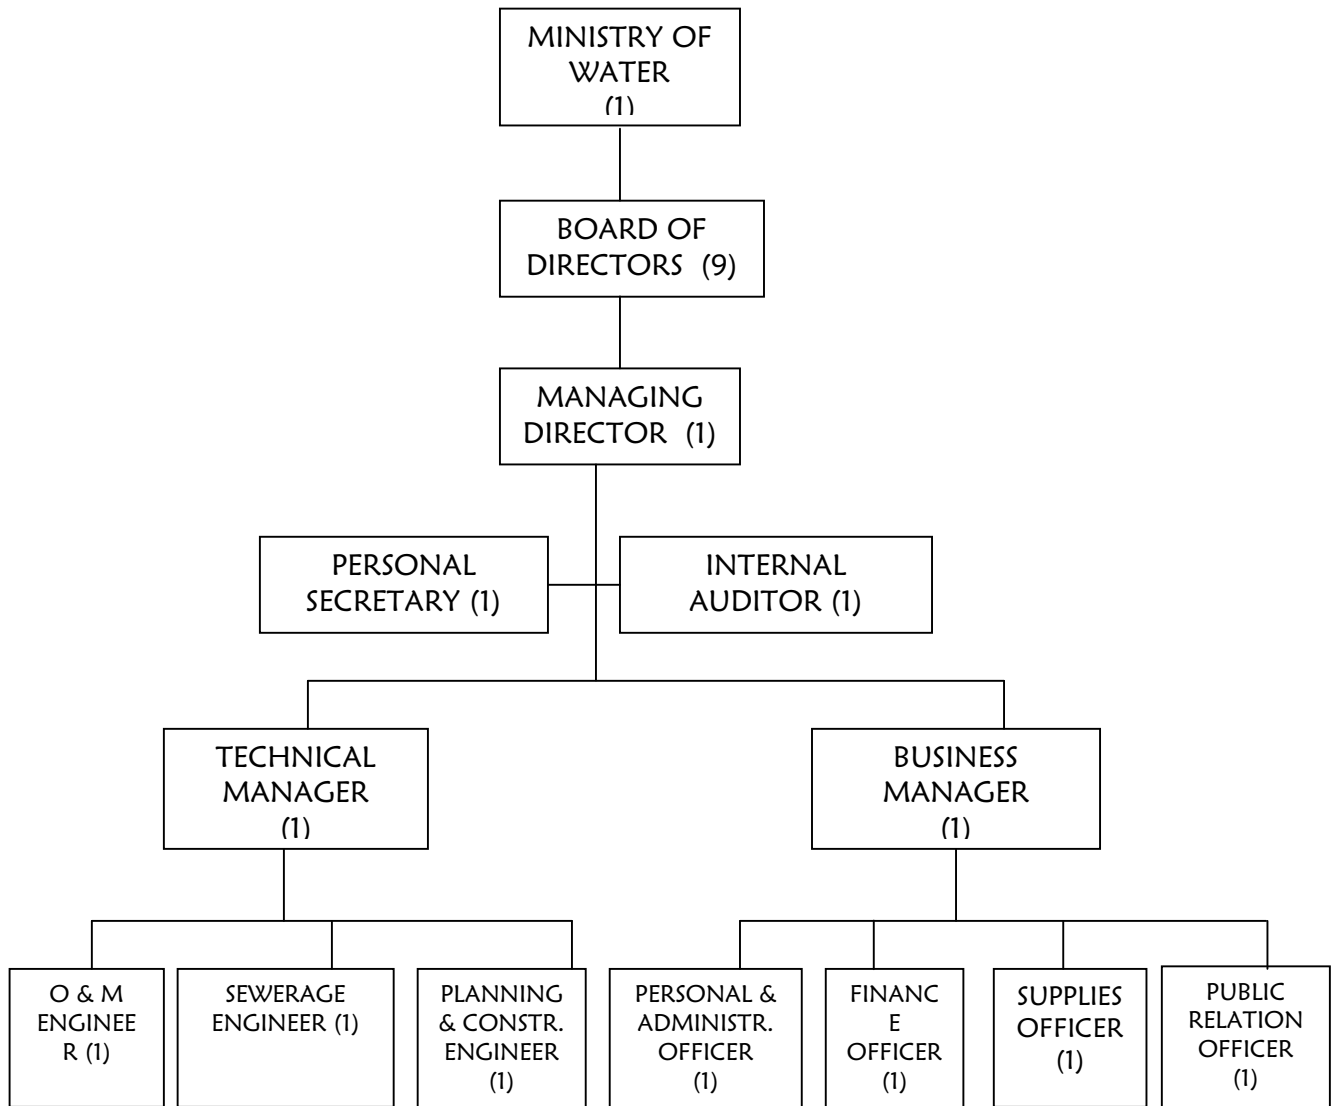 MINISTRY OF
WATER
(1)
BOARD OF
DIRECTORS (9)
MANAGING
DIRECTOR (1)
PERSONAL
SECRETARY (1)
INTERNAL
AUDITOR (1)
TECHNICAL
MANAGER
(1)
BUSINESS
MANAGER
(1)
O & M
ENGINEE
R (1)
SEWERAGE
ENGINEER (1)
PLANNING
& CONSTR.
ENGINEER
(1)
PERSONAL &
ADMINISTR.
OFFICER
(1)
FINANC
E
OFFICER
(1)
SUPPLIES
OFFICER
(1)
PUBLIC
RELATION
OFFICER
(1)